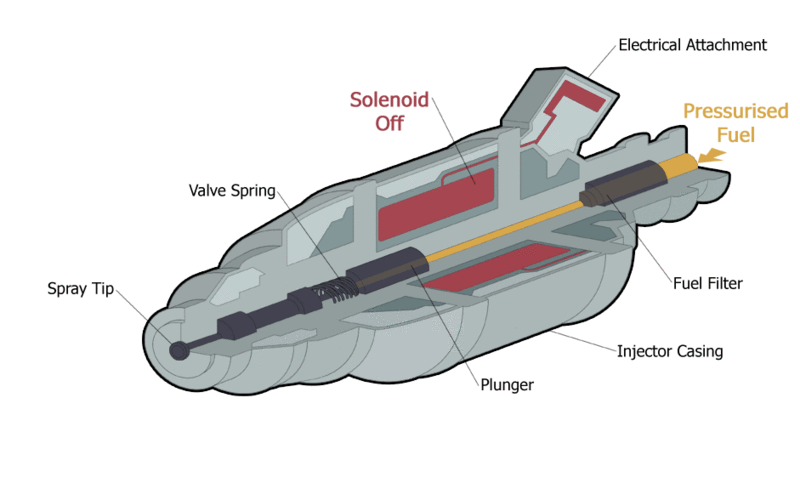 Electrical Attachment
Solenoid
Off
Pressurised
Fuel
Valve Spring
Spray Tip
Fuel Filter
Injector Casing
Plunger